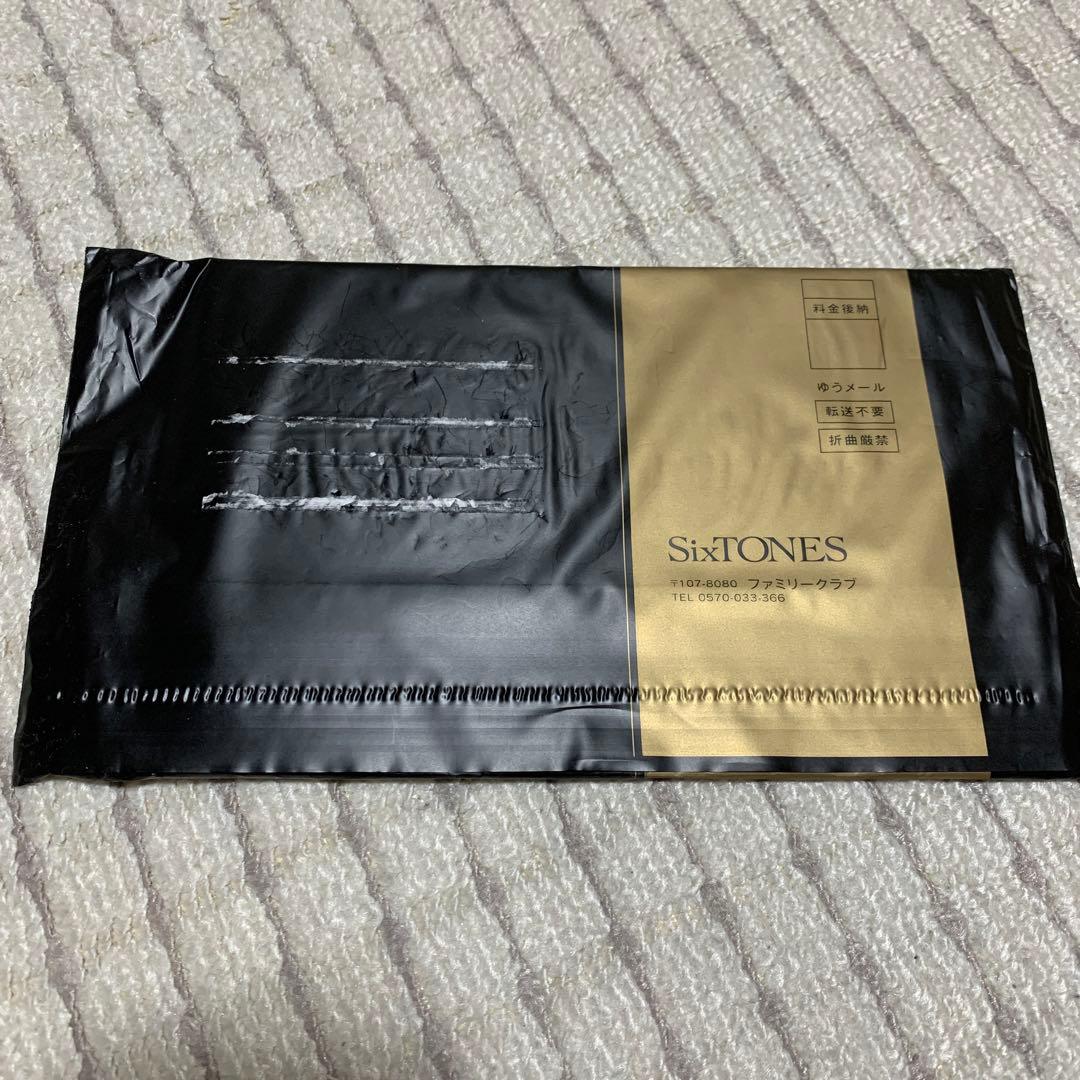 料金後納
ゆうメール
転送不要
折曲厳禁
SixTONES
〒107-8080 ファミリークラブ
TEL 0570-033-366